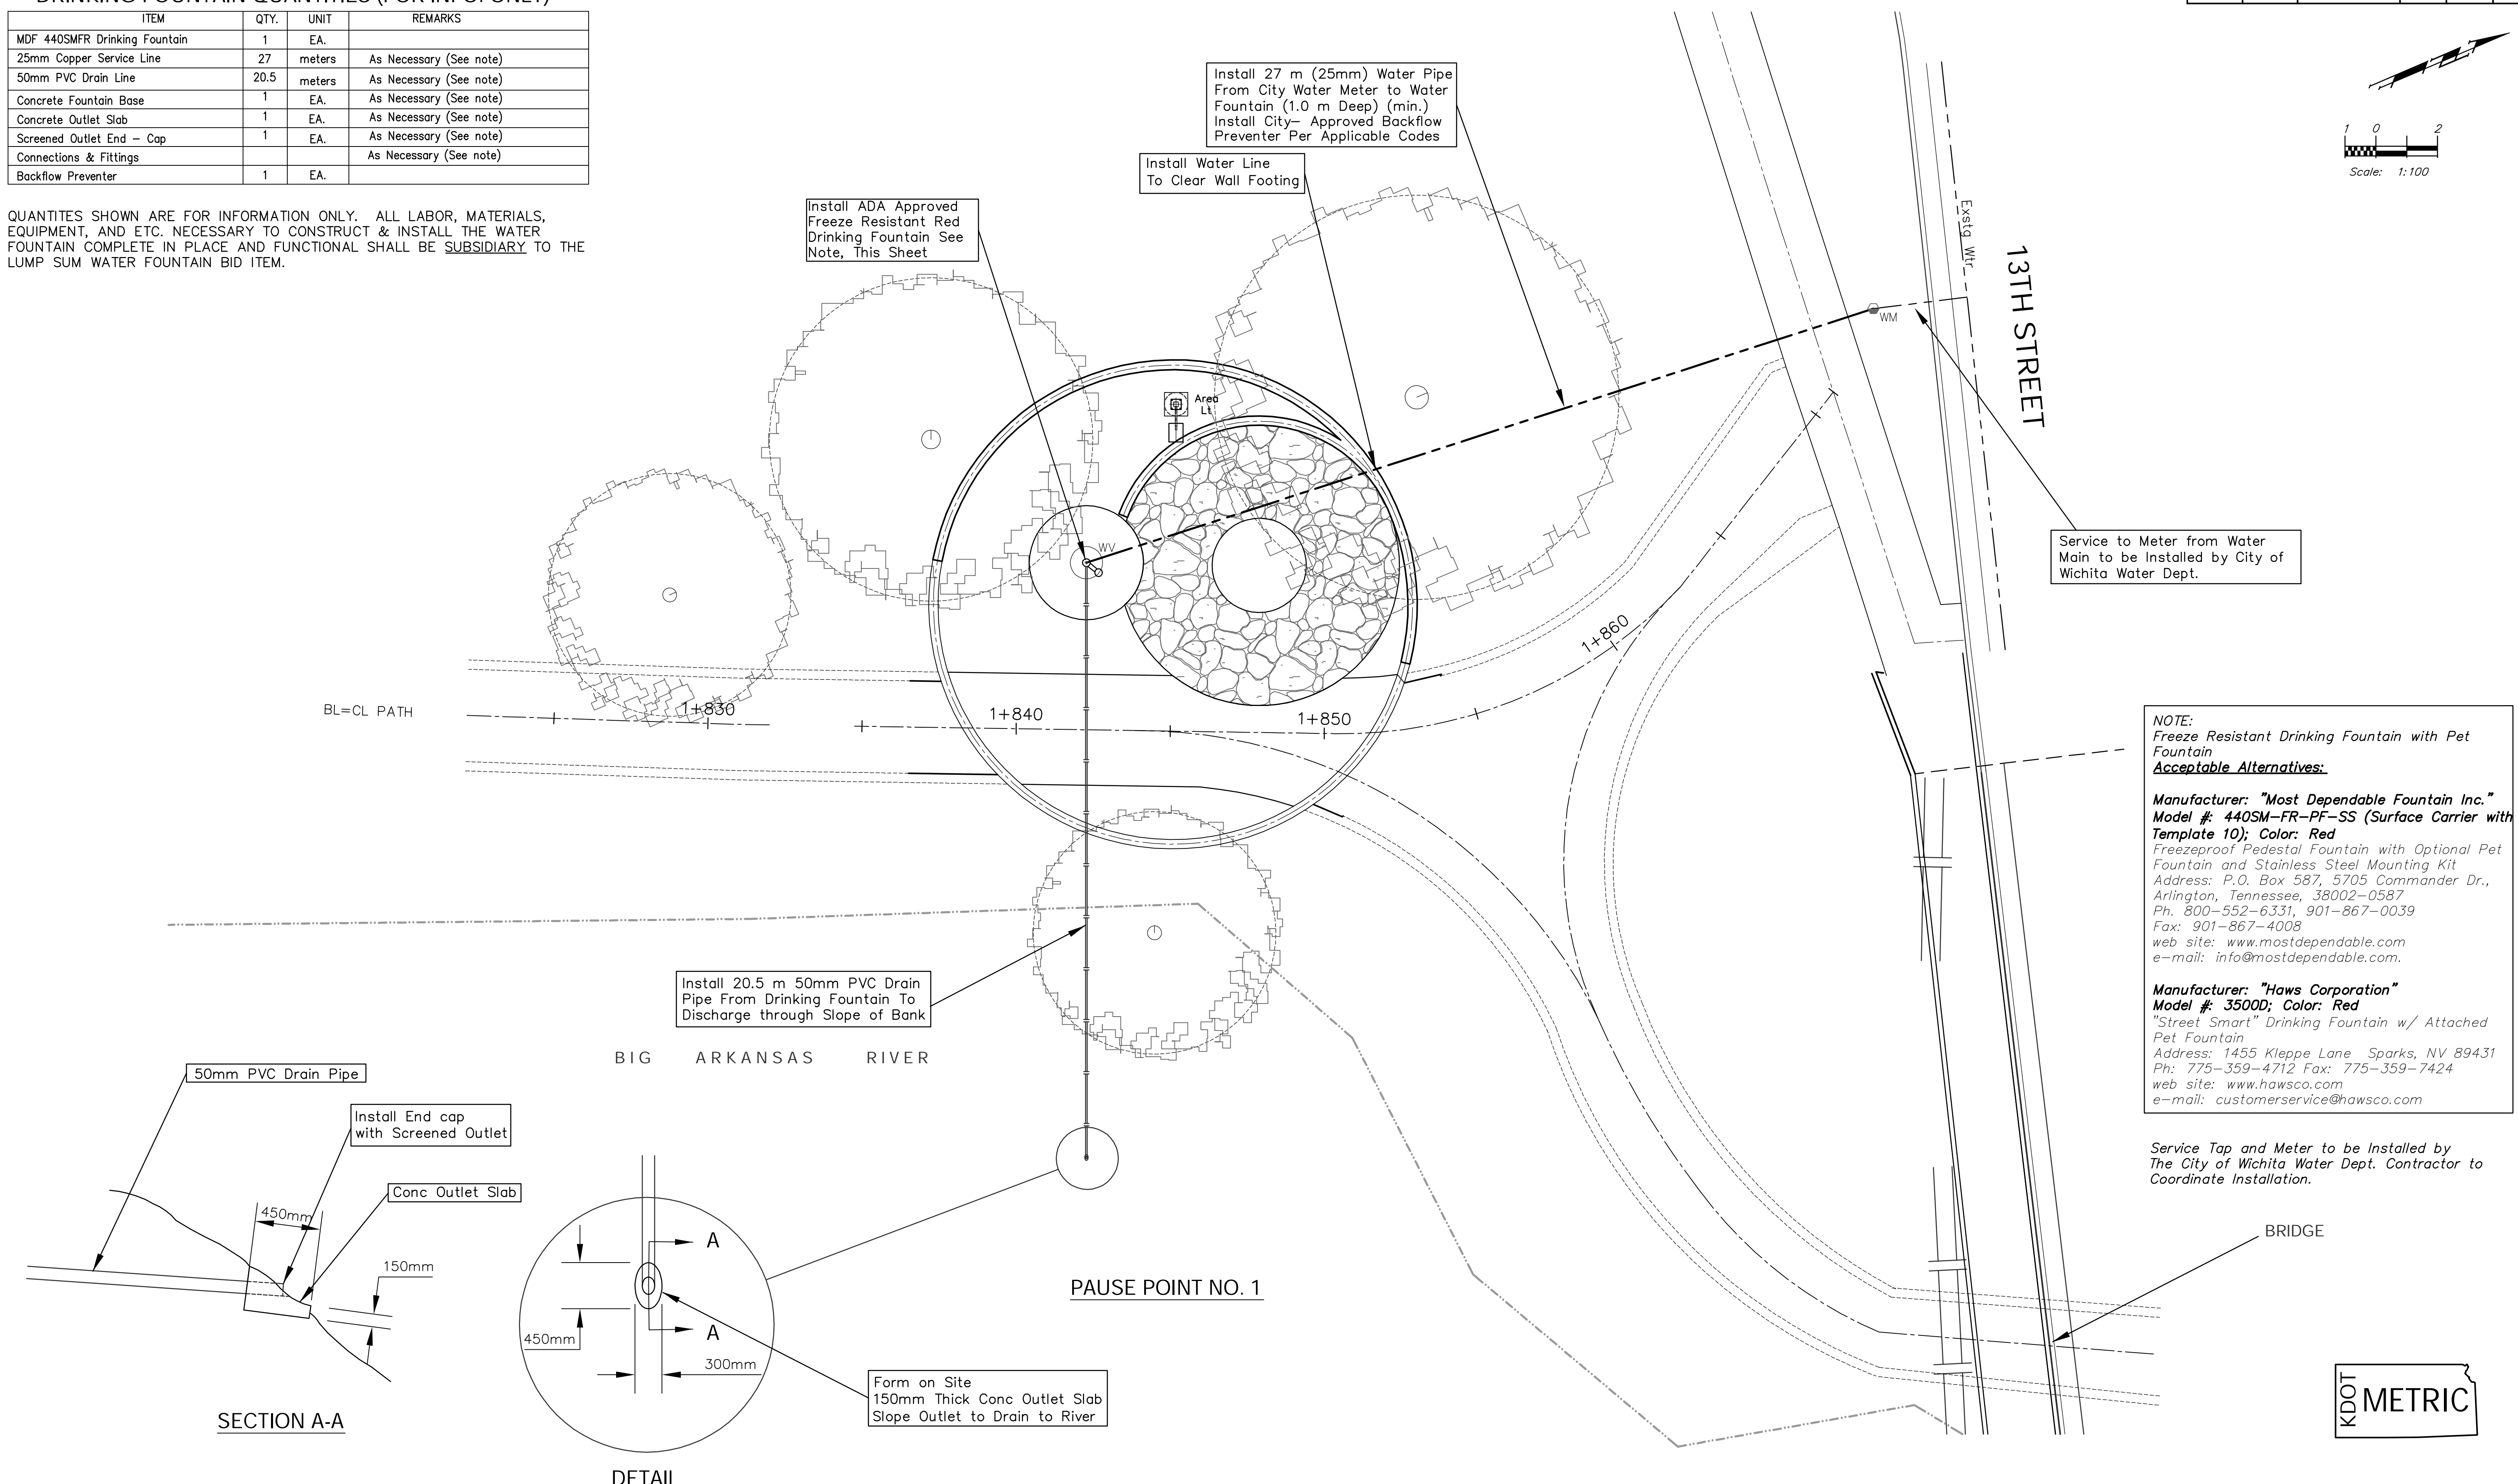 DRINKING FOUNTAIN QUANTITIES (FOR INFO. ONLY)
ITEM QTY. UNIT REMARKS
MDF 440SMFR Drinking Fountain 1 EA.
25mm Copper Service Line 27 meters As Necessary (See note)
50mm PVC Drain Line 20.5 meters As Necessary (See note)
Concrete Fountain Base 1 EA. As Necessary (See note)
Concrete Outlet Slab 1 EA. As Necessary (See note)
Screened Outlet End – Cap 1 EA. As Necessary (See note)
Connections & Fittings As Necessary (See note)
Backflow Preventer 1 EA.
QUANTITES SHOWN ARE FOR INFORMATION ONLY. ALL LABOR, MATERIALS,
EQUIPMENT, AND ETC. NECESSARY TO CONSTRUCT & INSTALL THE WATER
FOUNTAIN COMPLETE IN PLACE AND FUNCTIONAL SHALL BE SUBSIDIARY TO THE
LUMP SUM WATER FOUNTAIN BID ITEM.
Install 27 m (25mm) Water Pipe
From City Water Meter to Water
Fountain (1.0 m Deep) (min.)
Install City– Approved Backflow
Preventer Per Applicable Codes
Install Water Line
To Clear Wall Footing
Install ADA Approved
Freeze Resistant Red
Drinking Fountain See
Note, This Sheet
1 0 2
Scale: 1:100
Exstg Wtr
13TH STREET
WM
Area
Lt
WV
Service to Meter from Water
Main to be Installed by City of
Wichita Water Dept.
BL=CL PATH
1+830
1+840
1+850
1+860
NOTE:
Freeze Resistant Drinking Fountain with Pet
Fountain
Acceptable Alternatives:
Manufacturer: "Most Dependable Fountain Inc."
Model #: 440SM–FR–PF–SS (Surface Carrier with
Template 10); Color: Red
Freezeproof Pedestal Fountain with Optional Pet
Fountain and Stainless Steel Mounting Kit
Address: P.O. Box 587, 5705 Commander Dr.,
Arlington, Tennessee, 38002–0587
Ph. 800–552–6331, 901–867–0039
Fax: 901–867–4008
web site: www.mostdependable.com
e–mail: info@mostdependable.com.
Manufacturer: "Haws Corporation"
Model #: 3500D; Color: Red
"Street Smart" Drinking Fountain w/ Attached
Pet Fountain
Address: 1455 Kleppe Lane Sparks, NV 89431
Ph: 775–359–4712 Fax: 775–359–7424
web site: www.hawsco.com
e–mail: customerservice@hawsco.com
Service Tap and Meter to be Installed by
The City of Wichita Water Dept. Contractor to
Coordinate Installation.
Install 20.5 m 50mm PVC Drain
Pipe From Drinking Fountain To
Discharge through Slope of Bank
BIG ARKANSAS RIVER
50mm PVC Drain Pipe
Install End cap
with Screened Outlet
Conc Outlet Slab
450mm
150mm
SECTION A-A
A
A
450mm
300mm
Form on Site
150mm Thick Conc Outlet Slab
Slope Outlet to Drain to River
DETAIL
PAUSE POINT NO. 1
BRIDGE
KDOT
METRIC